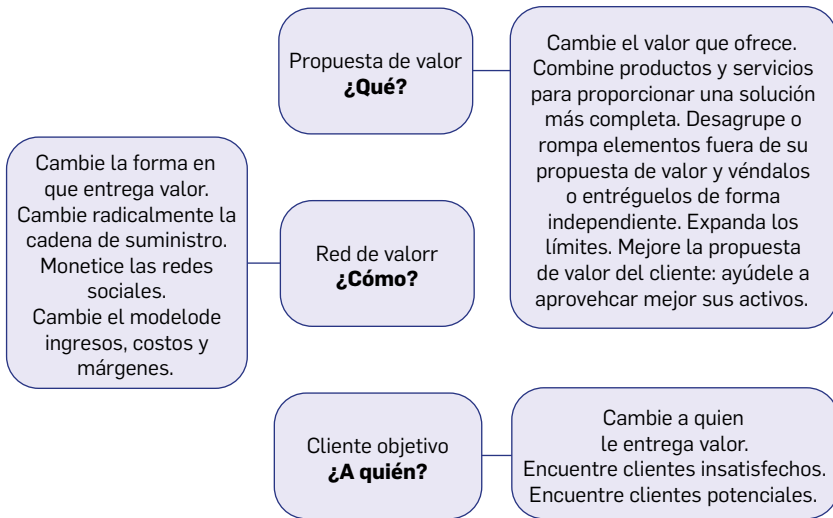 Propuesta de valor
¿Qué?
Cambie el valor que ofrece.
Combine productos y servicios
para proporcionar una solución
más completa. Desagrupe o
rompa elementos fuera de su
propuesta de valor y véndalos
o entréguelos de forma
independiente. Expanda los
límites. Mejore la propuesta
de valor del cliente: ayúdele a
aprovehcar mejor sus activos.
Cambie la forma en
que entrega valor.
Cambie radicalmente la
cadena de suministro.
Monetice las redes
sociales.
Cambie el modelode
ingresos, costos y
márgenes.
Red de valorr
¿Cómo?
Cliente objetivo
¿A quién?
Cambie a quien
le entrega valor.
Encuentre clientes insatisfechos.
Encuentre clientes potenciales.